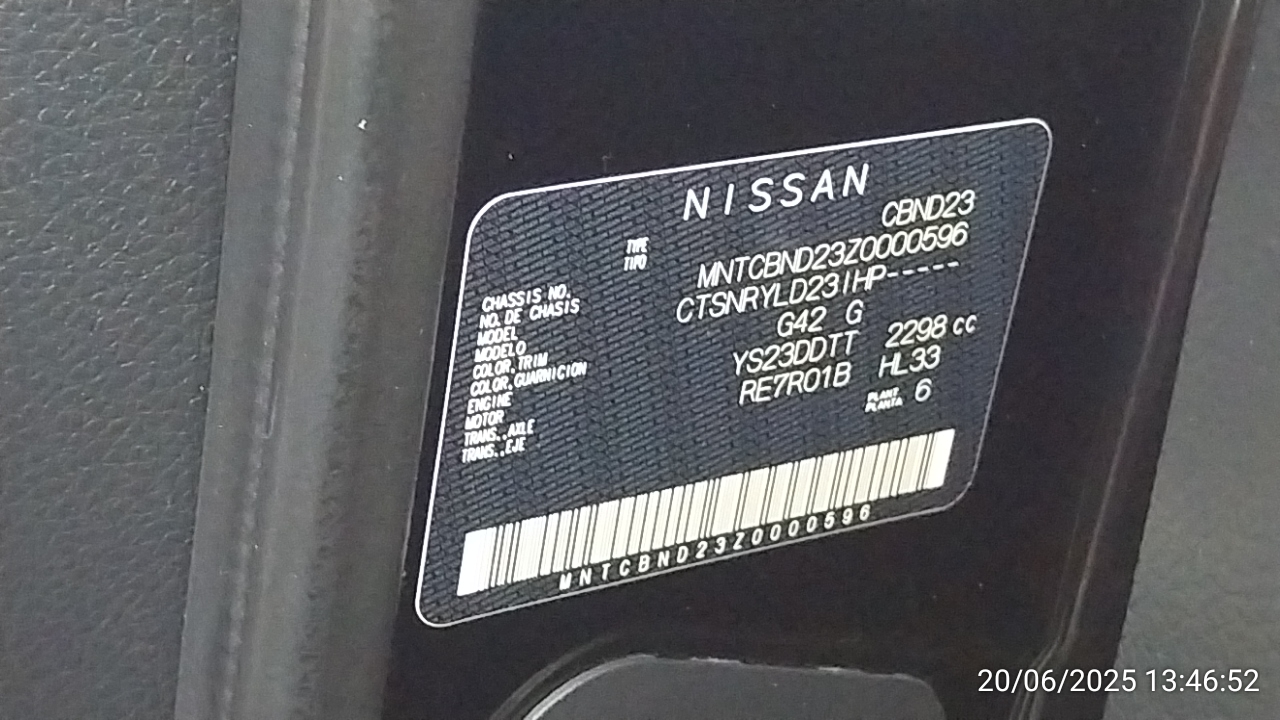 NISSAN
TYPE CBND23
TIPO
CHASSIS NO. MNTCBND23Z0000596
NO. DE CHASIS
MODEL CTSNRYLD23IHP-----
MODELO
COLOR,TRIM G42 G
COLOR,GUARNICION
ENGINE YS23DDTT 2298 cc
MOTOR
TRANS.,AXLE RE7R01B HL33
TRANS.,EJE
PLANT 6
PLANTA
MNTCBND23Z0000596
20/06/2025 13:46:52